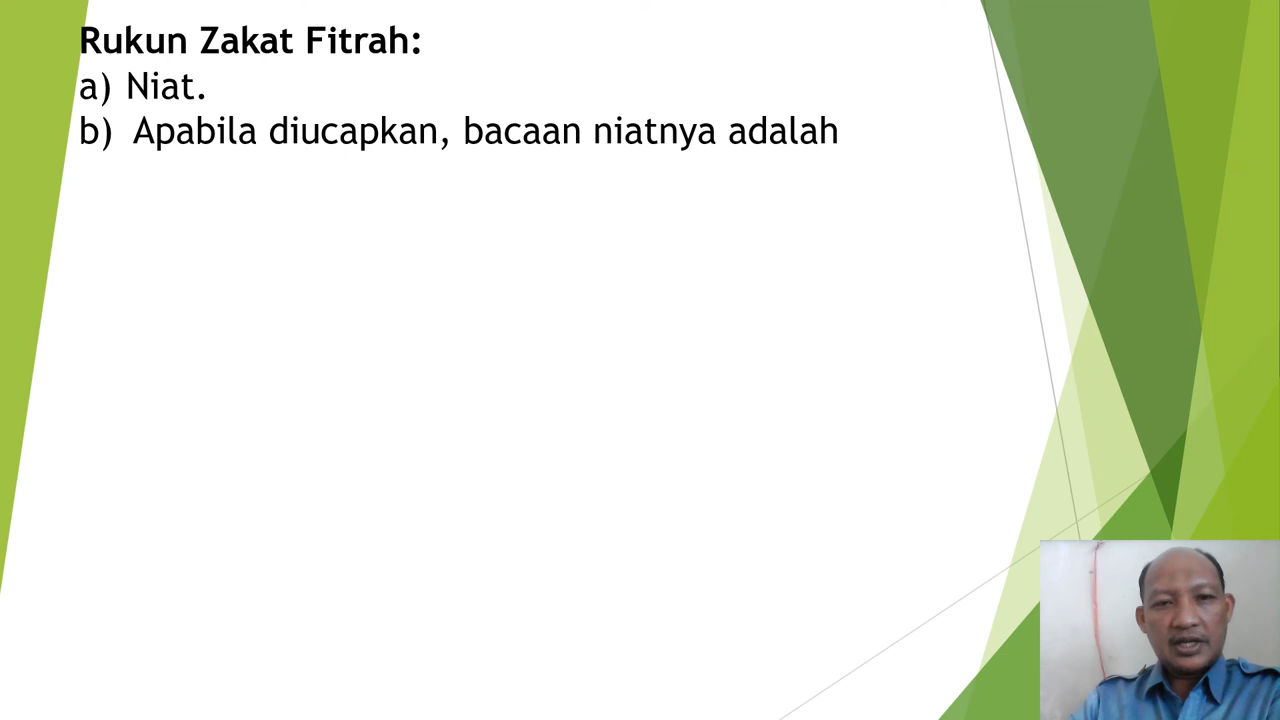 Rukun Zakat Fitrah:
a) Niat.
b) Apabila diucapkan, bacaan niatnya adalah